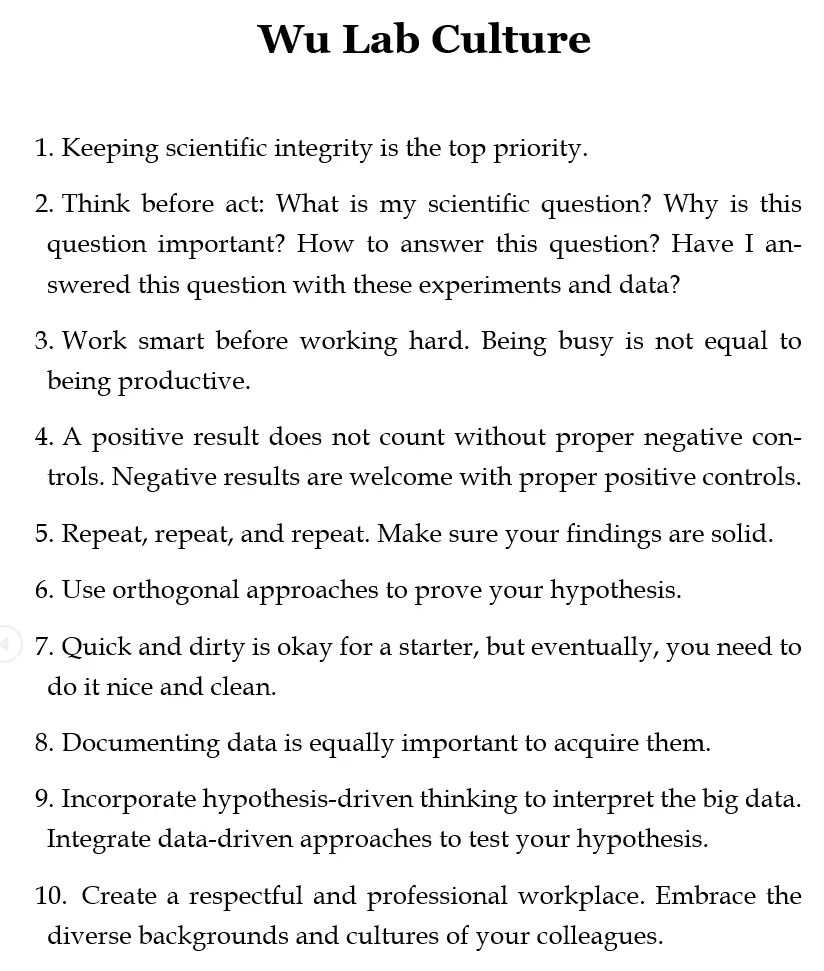 Wu Lab Culture
1. Keeping scientific integrity is the top priority.
2. Think before act: What is my scientific question? Why is this
question important? How to answer this question? Have I an-
swered this question with these experiments and data?
3. Work smart before working hard. Being busy is not equal to
being productive.
4. A positive result does not count without proper negative con-
trols. Negative results are welcome with proper positive controls.
5. Repeat, repeat, and repeat. Make sure your findings are solid.
6. Use orthogonal approaches to prove your hypothesis.
7. Quick and dirty is okay for a starter, but eventually, you need to
do it nice and clean.
8. Documenting data is equally important to acquire them.
9. Incorporate hypothesis-driven thinking to interpret the big data.
Integrate data-driven approaches to test your hypothesis.
10. Create a respectful and professional workplace. Embrace the
diverse backgrounds and cultures of your colleagues.